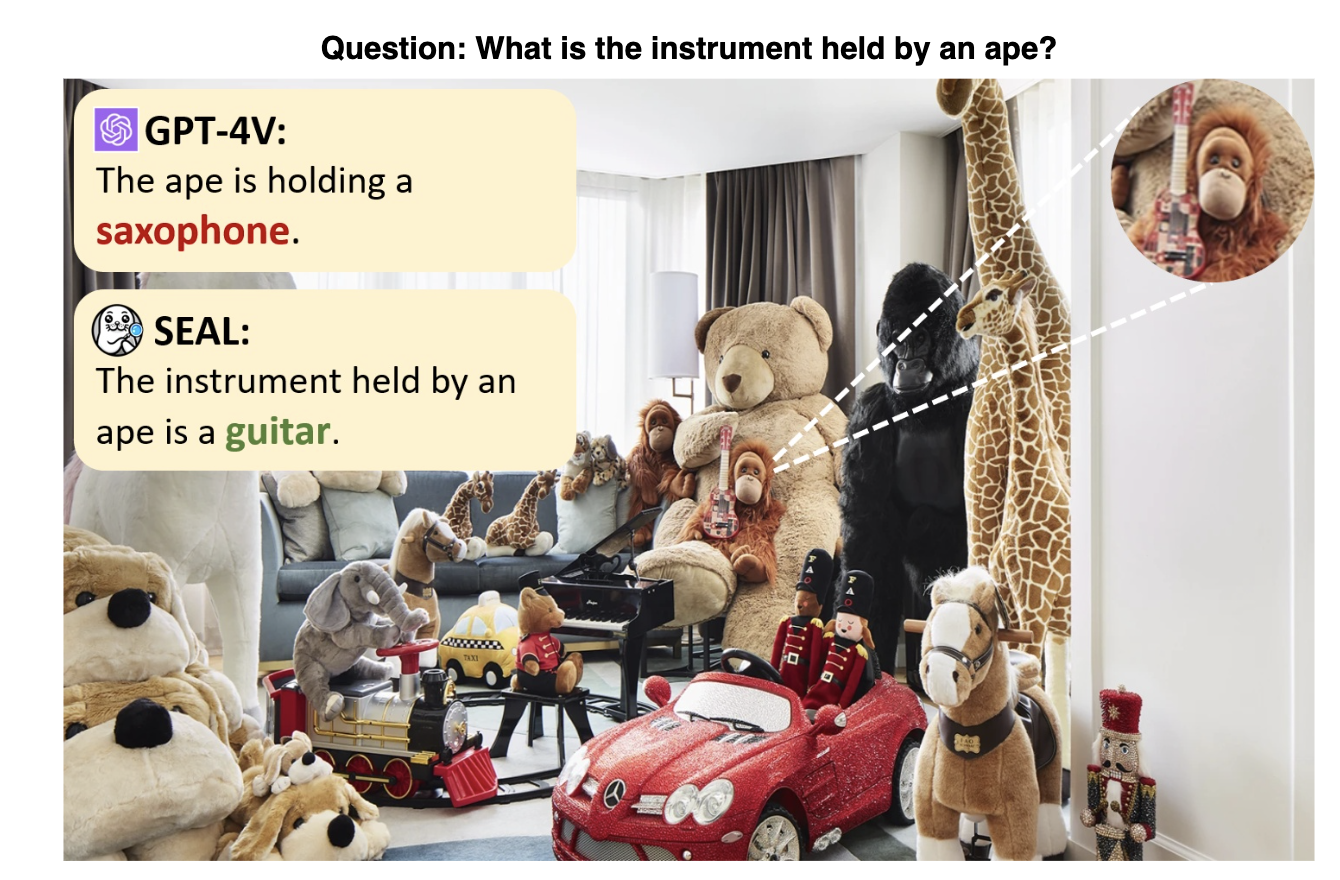 Question: What is the instrument held by an ape?
GPT-4V:
The ape is holding a
saxophone.
SEAL:
The instrument held by an
ape is a guitar.
TAXI
F
A
O
F
A
O